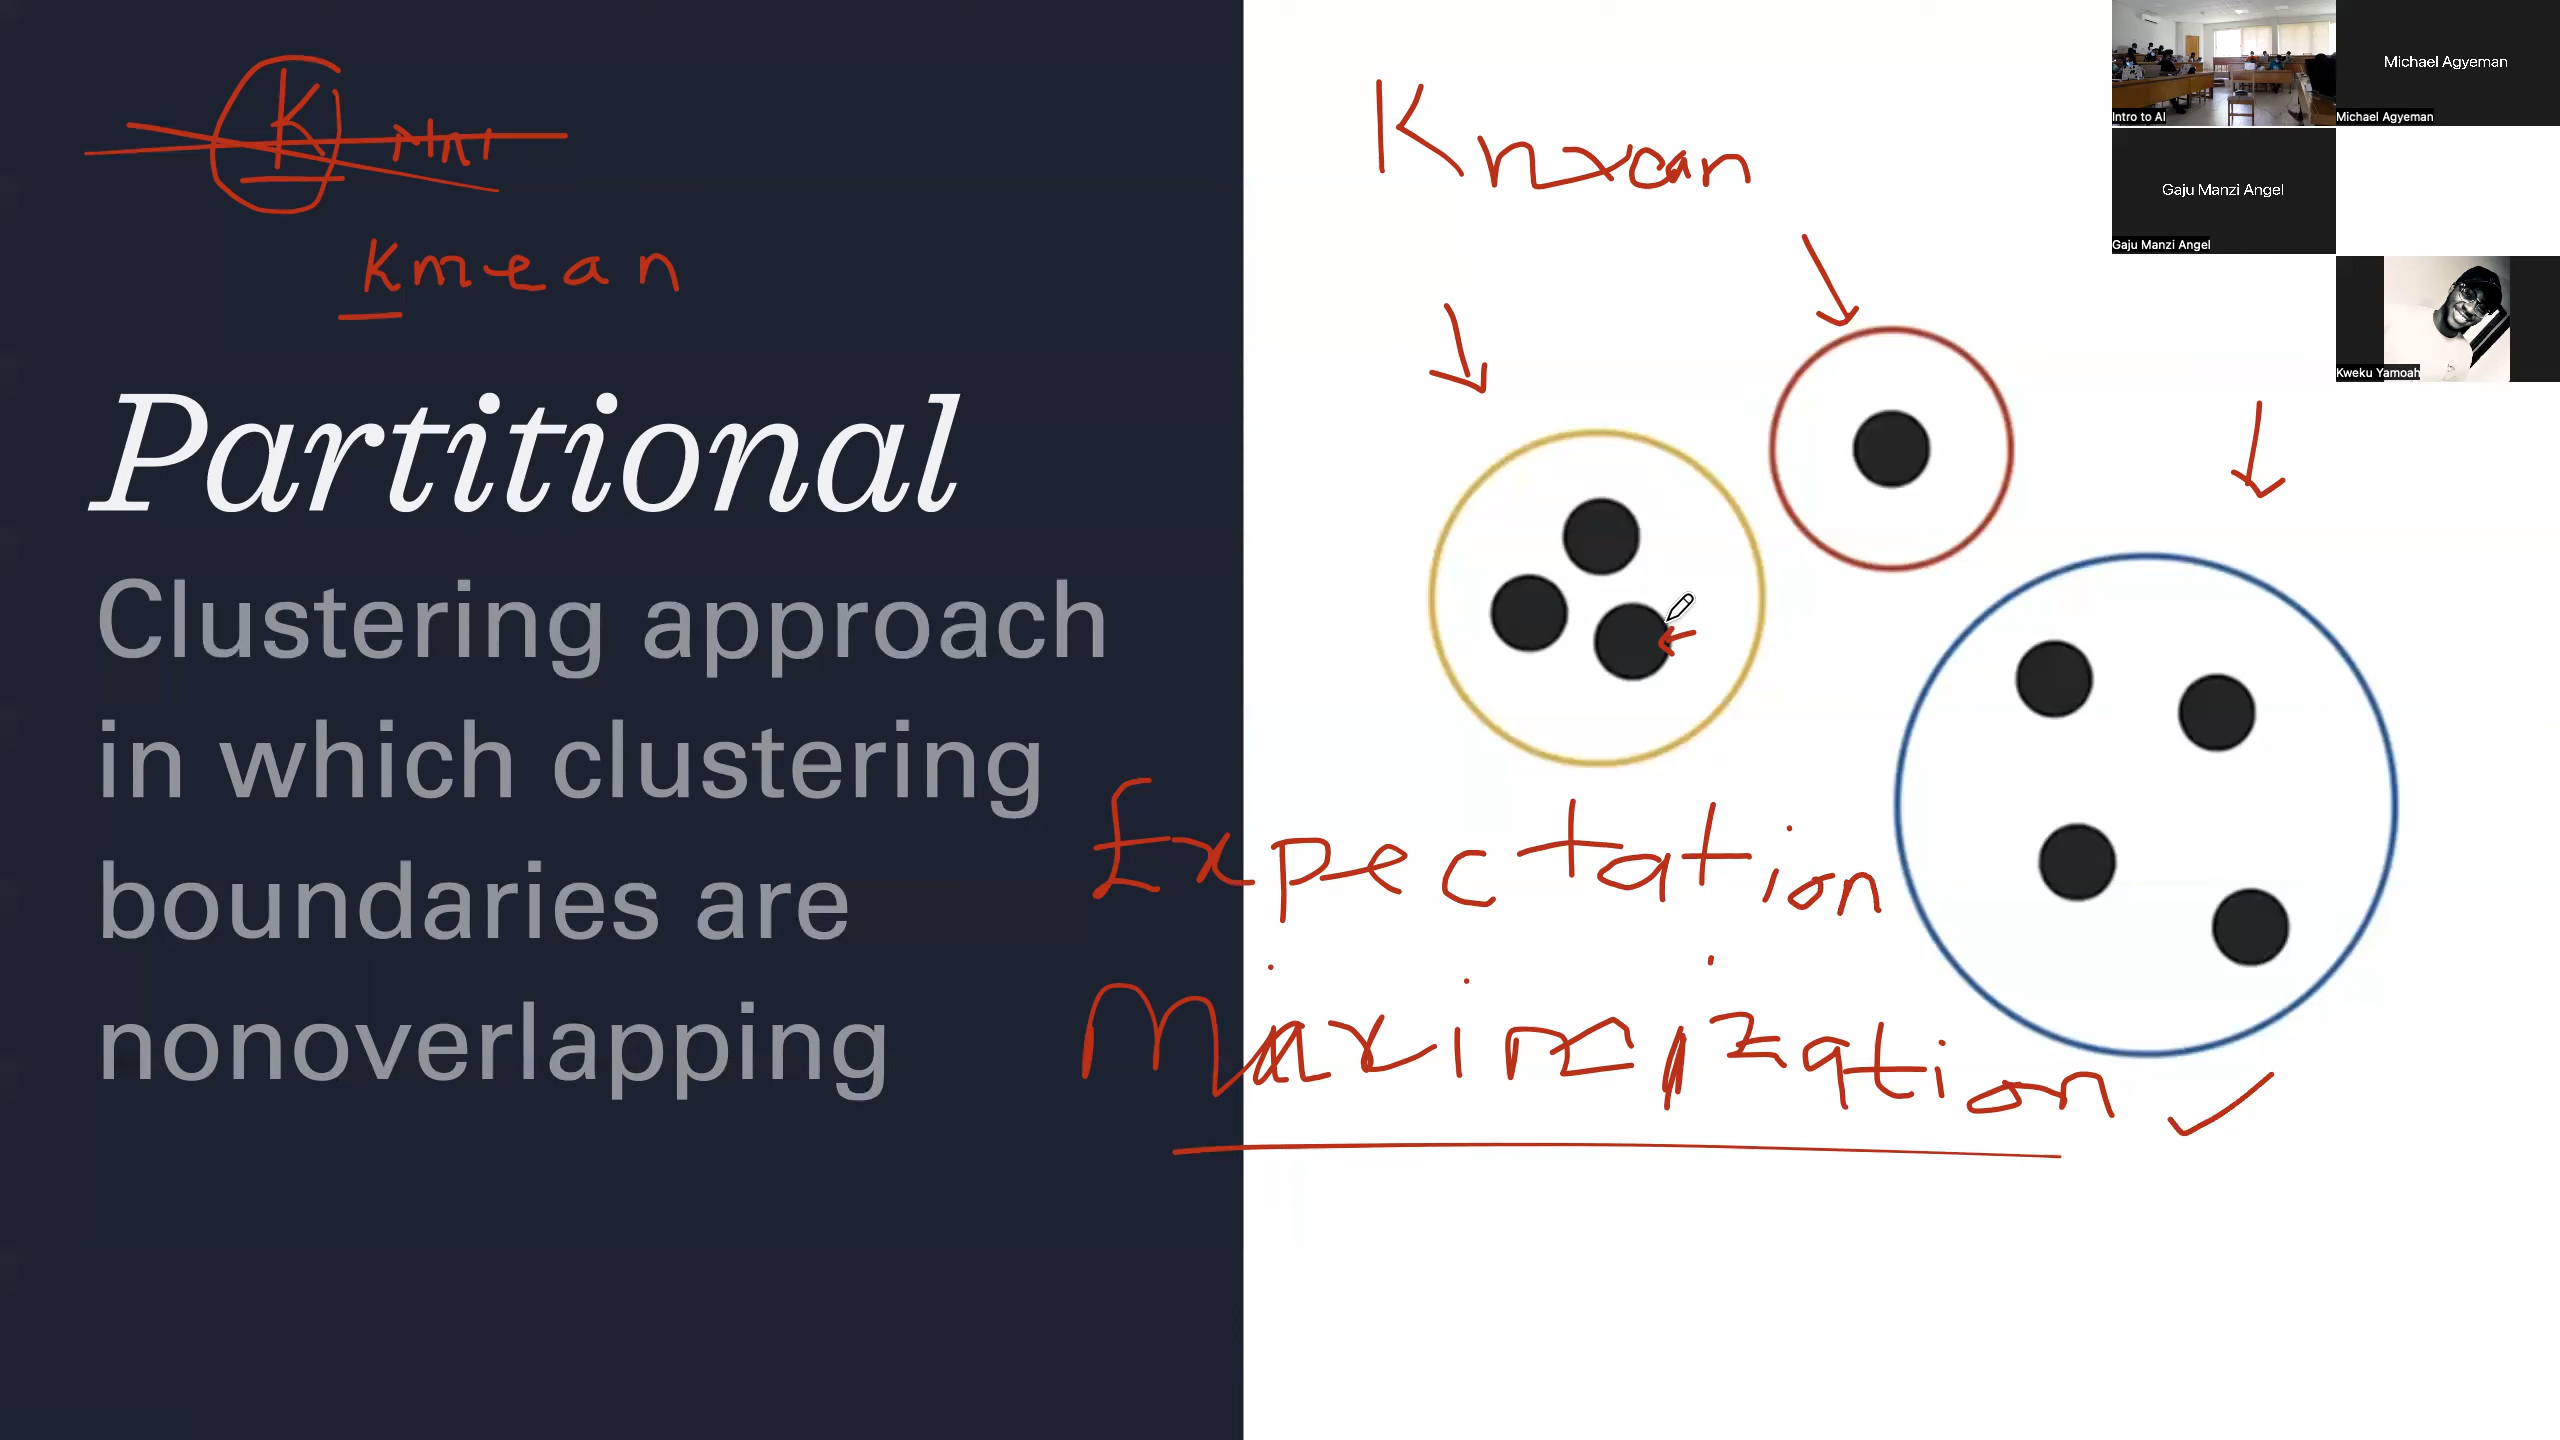 K NN
Kmean
Kmean
Partitional
Clustering approach
in which clustering
boundaries are
nonoverlapping
Expectation
Maximization
Intro to AI
Michael Agyeman
Michael Agyeman
Gaju Manzi Angel
Gaju Manzi Angel
Kweku Yamoah